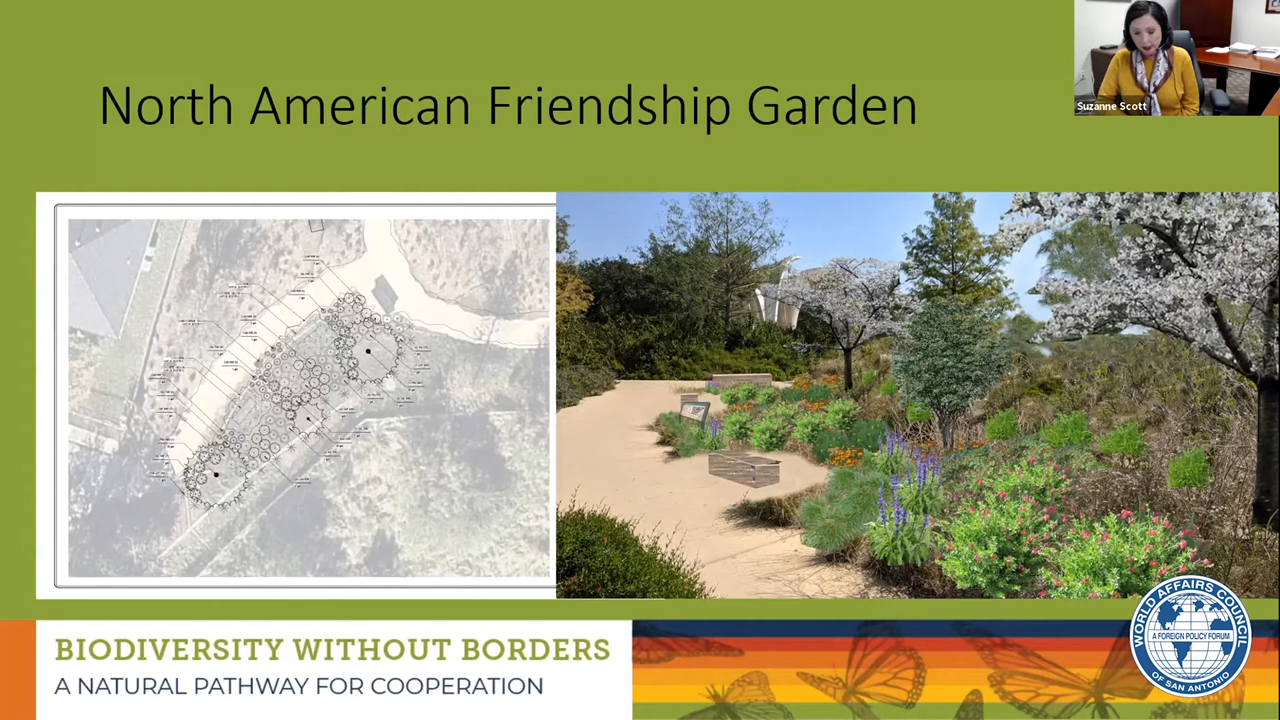 North American Friendship Garden
Suzanne Scott
BIODIVERSITY WITHOUT BORDERS
A NATURAL PATHWAY FOR COOPERATION
WORLD AFFAIRS COUNCIL
A FOREIGN POLICY FORUM
OF SAN ANTONIO